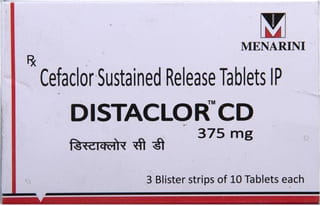 MENARINI
Rx
Cefaclor Sustained Release Tablets IP
DISTACLOR™ CD
375 mg
डिस्टाक्लोर सी डी
3 Blister strips of 10 Tablets each